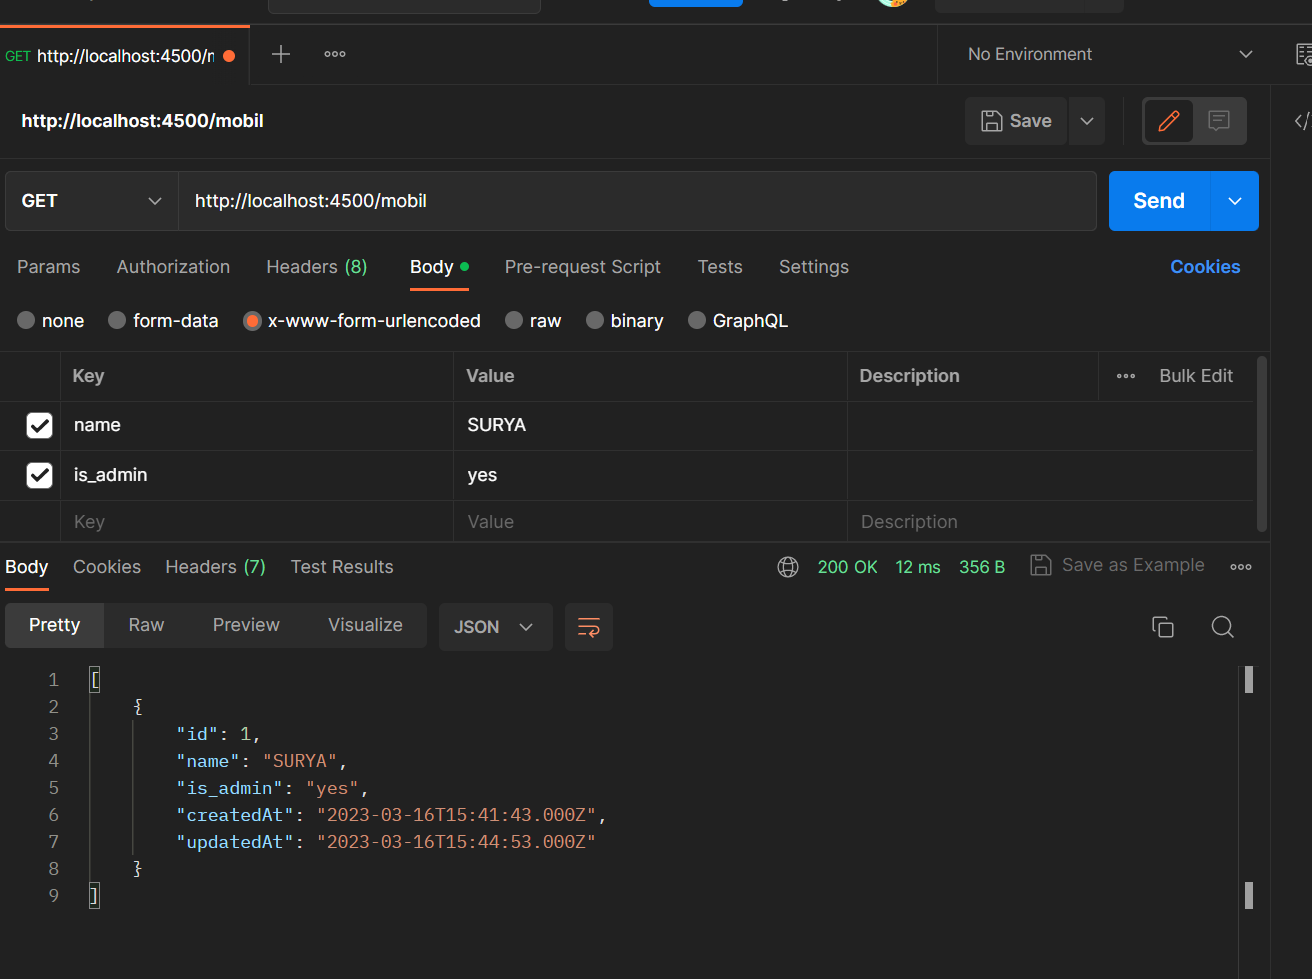 GET http://localhost:4500/
No Environment
http://localhost:4500/mobil
Save
GET http://localhost:4500/mobil Send
Params Authorization Headers (8) Body Pre-request Script Tests Settings Cookies
none form-data x-www-form-urlencoded raw binary GraphQL
Key Value Description Bulk Edit
name SURYA
is_admin yes
Key Value Description
Body Cookies Headers (7) Test Results 200 OK 12 ms 356 B Save as Example
Pretty Raw Preview Visualize JSON
1 [
2 {
3 "id": 1,
4 "name": "SURYA",
5 "is_admin": "yes",
6 "createdAt": "2023-03-16T15:41:43.000Z",
7 "updatedAt": "2023-03-16T15:44:53.000Z"
8 }
9 ]